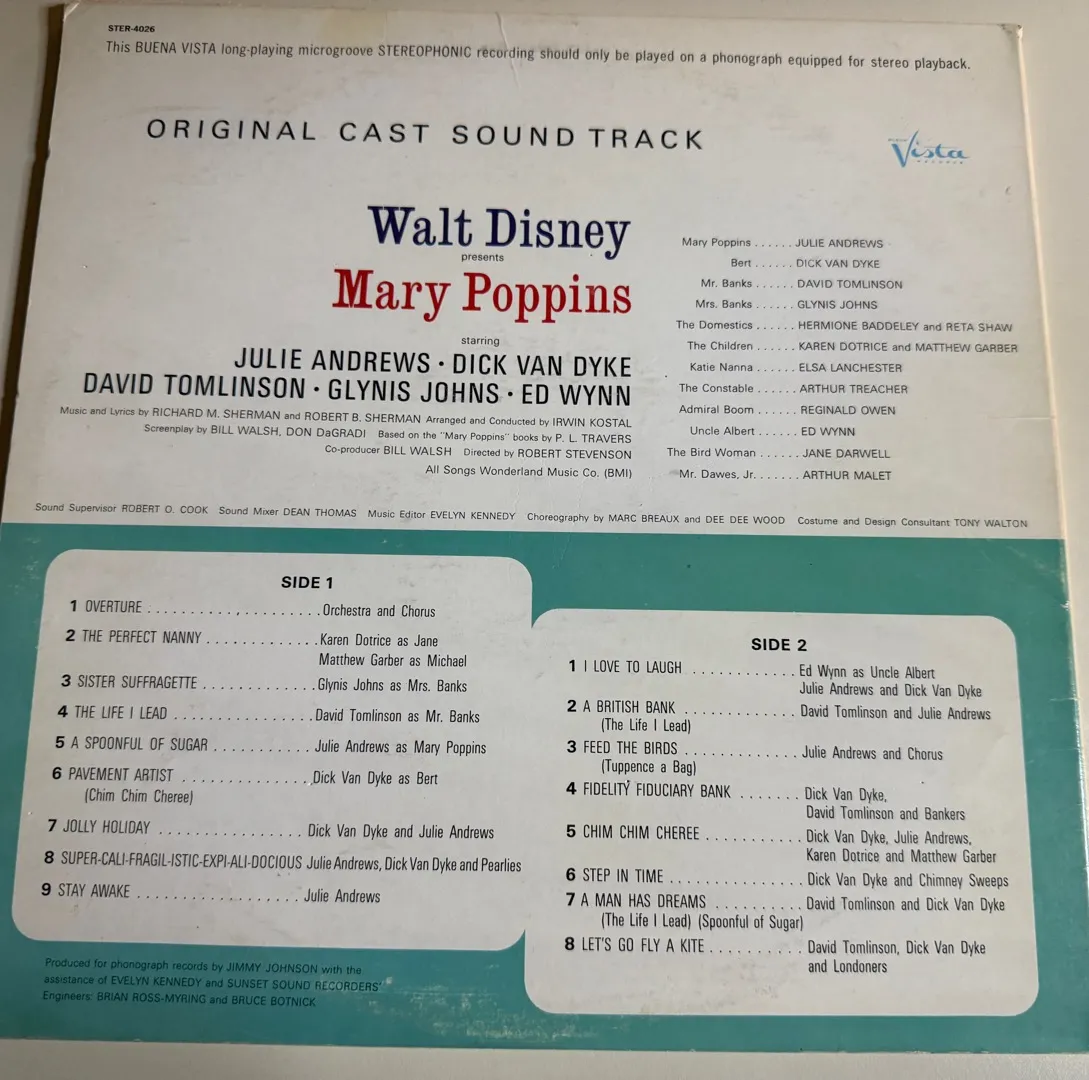 STER-4026
This BUENA VISTA long-playing microgroove STEREOPHONIC recording should only be played on a phonograph equipped for stereo playback.
ORIGINAL CAST SOUND TRACK
Vista
Walt Disney
presents
Mary Poppins
starring
JULIE ANDREWS · DICK VAN DYKE
DAVID TOMLINSON · GLYNIS JOHNS · ED WYNN
Music and Lyrics by RICHARD M. SHERMAN and ROBERT B. SHERMAN Arranged and Conducted by IRWIN KOSTAL
Screenplay by BILL WALSH, DON DaGRADI Based on the "Mary Poppins" books by P. L. TRAVERS
Co-producer BILL WALSH Directed by ROBERT STEVENSON
All Songs Wonderland Music Co. (BMI)
Mary Poppins . . . . . . JULIE ANDREWS
Bert . . . . . . DICK VAN DYKE
Mr. Banks . . . . . . DAVID TOMLINSON
Mrs. Banks . . . . . . GLYNIS JOHNS
The Domestics . . . . . . HERMIONE BADDELEY and RETA SHAW
The Children . . . . . . KAREN DOTRICE and MATTHEW GARBER
Katie Nanna . . . . . . ELSA LANCHESTER
The Constable . . . . . . ARTHUR TREACHER
Admiral Boom . . . . . . REGINALD OWEN
Uncle Albert . . . . . . ED WYNN
The Bird Woman . . . . . . JANE DARWELL
Mr. Dawes, Jr. . . . . . . ARTHUR MALET
Sound Supervisor ROBERT O. COOK Sound Mixer DEAN THOMAS Music Editor EVELYN KENNEDY Choreography by MARC BREAUX and DEE DEE WOOD Costume and Design Consultant TONY WALTON
SIDE 1
1 OVERTURE . . . . . . . . . . . . . . . . . . . . Orchestra and Chorus
2 THE PERFECT NANNY . . . . . . . . . . . . . Karen Dotrice as Jane
Matthew Garber as Michael
3 SISTER SUFFRAGETTE . . . . . . . . . . . . . Glynis Johns as Mrs. Banks
4 THE LIFE I LEAD . . . . . . . . . . . . . . . . David Tomlinson as Mr. Banks
5 A SPOONFUL OF SUGAR . . . . . . . . . . . Julie Andrews as Mary Poppins
6 PAVEMENT ARTIST . . . . . . . . . . . . . . . Dick Van Dyke as Bert
(Chim Chim Cheree)
7 JOLLY HOLIDAY . . . . . . . . . . . . . . . . Dick Van Dyke and Julie Andrews
8 SUPER-CALI-FRAGIL-ISTIC-EXPI-ALI-DOCIOUS Julie Andrews, Dick Van Dyke and Pearlies
9 STAY AWAKE . . . . . . . . . . . . . . . . . . Julie Andrews
Produced for phonograph records by JIMMY JOHNSON with the
assistance of EVELYN KENNEDY and SUNSET SOUND RECORDERS'
Engineers: BRIAN ROSS-MYRING and BRUCE BOTNICK
SIDE 2
1 I LOVE TO LAUGH . . . . . . . . . . . . Ed Wynn as Uncle Albert
Julie Andrews and Dick Van Dyke
2 A BRITISH BANK . . . . . . . . . . . . . David Tomlinson and Julie Andrews
(The Life I Lead)
3 FEED THE BIRDS . . . . . . . . . . . . . Julie Andrews and Chorus
(Tuppence a Bag)
4 FIDELITY FIDUCIARY BANK . . . . . . . Dick Van Dyke,
David Tomlinson and Bankers
5 CHIM CHIM CHEREE . . . . . . . . . . . Dick Van Dyke, Julie Andrews,
Karen Dotrice and Matthew Garber
6 STEP IN TIME . . . . . . . . . . . . . . . Dick Van Dyke and Chimney Sweeps
7 A MAN HAS DREAMS . . . . . . . . . . David Tomlinson and Dick Van Dyke
(The Life I Lead) (Spoonful of Sugar)
8 LET'S GO FLY A KITE . . . . . . . . . . David Tomlinson, Dick Van Dyke
and Londoners